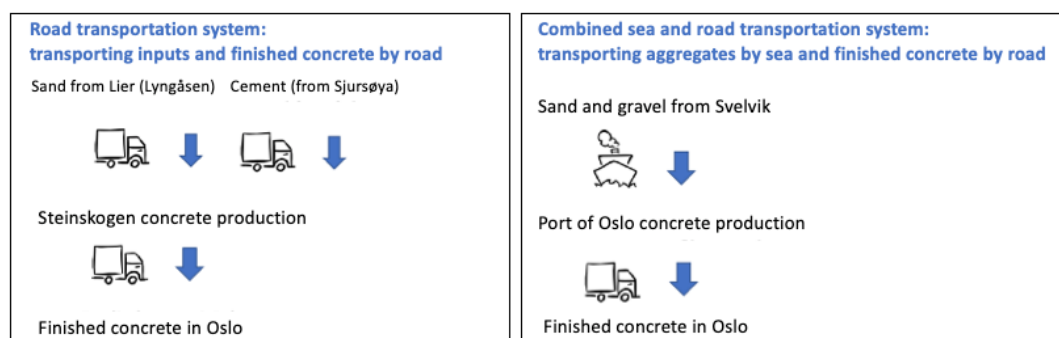 Road transportation system:
transporting inputs and finished concrete by road
Sand from Lier (Lyngåsen) Cement (from Sjursøya)
Steinskogen concrete production
Finished concrete in Oslo
Combined sea and road transportation system:
transporting aggregates by sea and finished concrete by road
Sand and gravel from Svelvik
Port of Oslo concrete production
Finished concrete in Oslo